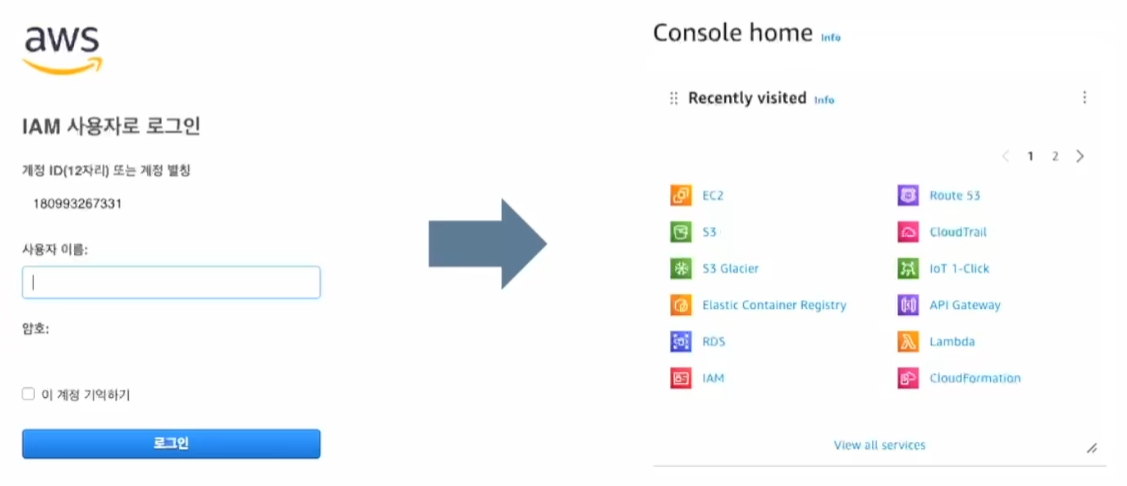 aws
IAM 사용자로 로그인
계정 ID(12자리) 또는 계정 별칭
180993267331
사용자 이름:
암호:
이 계정 기억하기
로그인
Console home Info
Recently visited Info
1 2
EC2
S3
S3 Glacier
Elastic Container Registry
RDS
IAM
Route 53
CloudTrail
IoT 1-Click
API Gateway
Lambda
CloudFormation
View all services